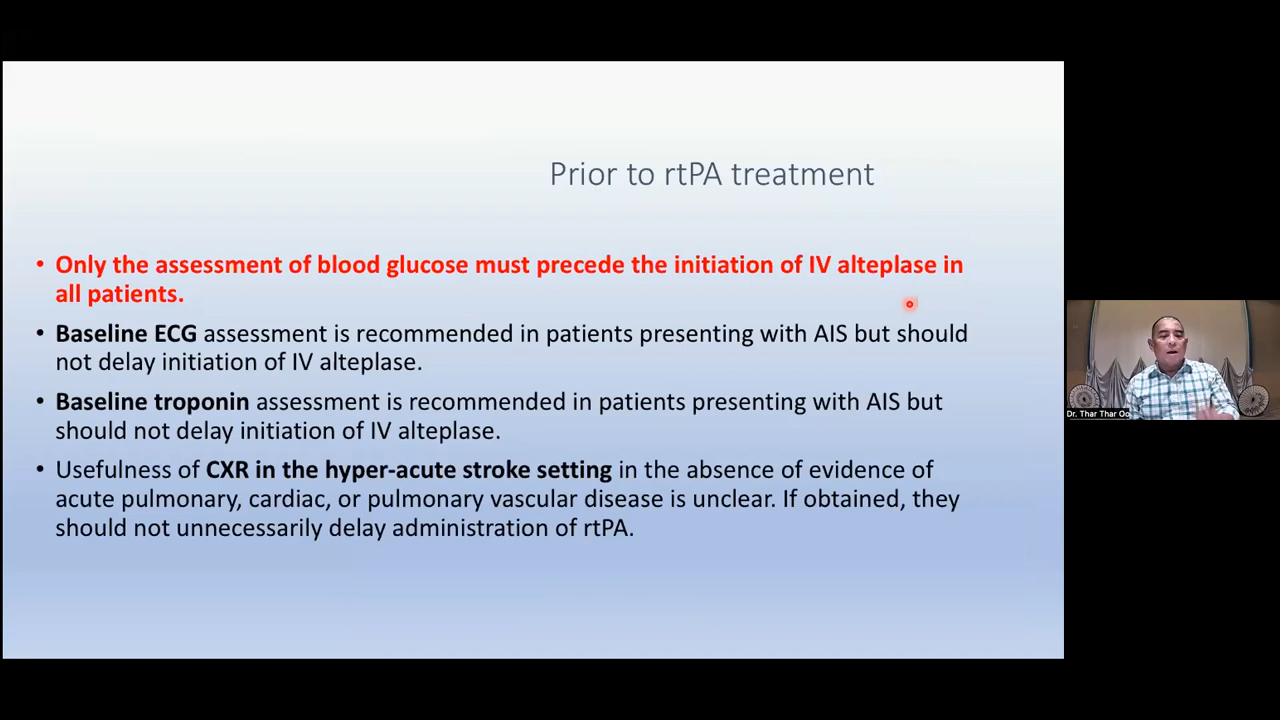 Prior to rtPA treatment
• Only the assessment of blood glucose must precede the initiation of IV alteplase in
all patients.
• Baseline ECG assessment is recommended in patients presenting with AIS but should
not delay initiation of IV alteplase.
• Baseline troponin assessment is recommended in patients presenting with AIS but
should not delay initiation of IV alteplase.
• Usefulness of CXR in the hyper-acute stroke setting in the absence of evidence of
acute pulmonary, cardiac, or pulmonary vascular disease is unclear. If obtained, they
should not unnecessarily delay administration of rtPA.
Dr. Thar Thar Oo